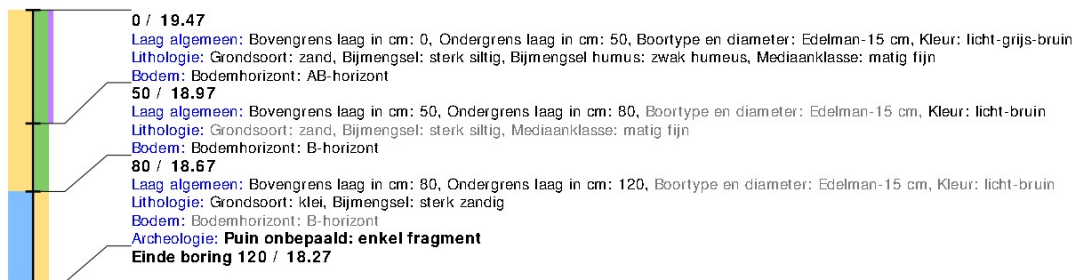 0 / 19.47
Laag algemeen: Bovengrens laag in cm: 0, Ondergrens laag in cm: 50, Boortype en diameter: Edelman-15 cm, Kleur: licht-grijs-bruin
Lithologie: Grondsoort: zand, Bijmengsel: sterk siltig, Bijmengsel humus: zwak humeus, Mediaanklasse: matig fijn
Bodem: Bodemhorizont: AB-horizont
50 / 18.97
Laag algemeen: Bovengrens laag in cm: 50, Ondergrens laag in cm: 80, Boortype en diameter: Edelman-15 cm, Kleur: licht-bruin
Lithologie: Grondsoort: zand, Bijmengsel: sterk siltig, Mediaanklasse: matig fijn
Bodem: Bodemhorizont: B-horizont
80 / 18.67
Laag algemeen: Bovengrens laag in cm: 80, Ondergrens laag in cm: 120, Boortype en diameter: Edelman-15 cm, Kleur: licht-bruin
Lithologie: Grondsoort: klei, Bijmengsel: sterk zandig
Bodem: Bodemhorizont: B-horizont
Archeologie: Puin onbepaald: enkel fragment
Einde boring 120 / 18.27